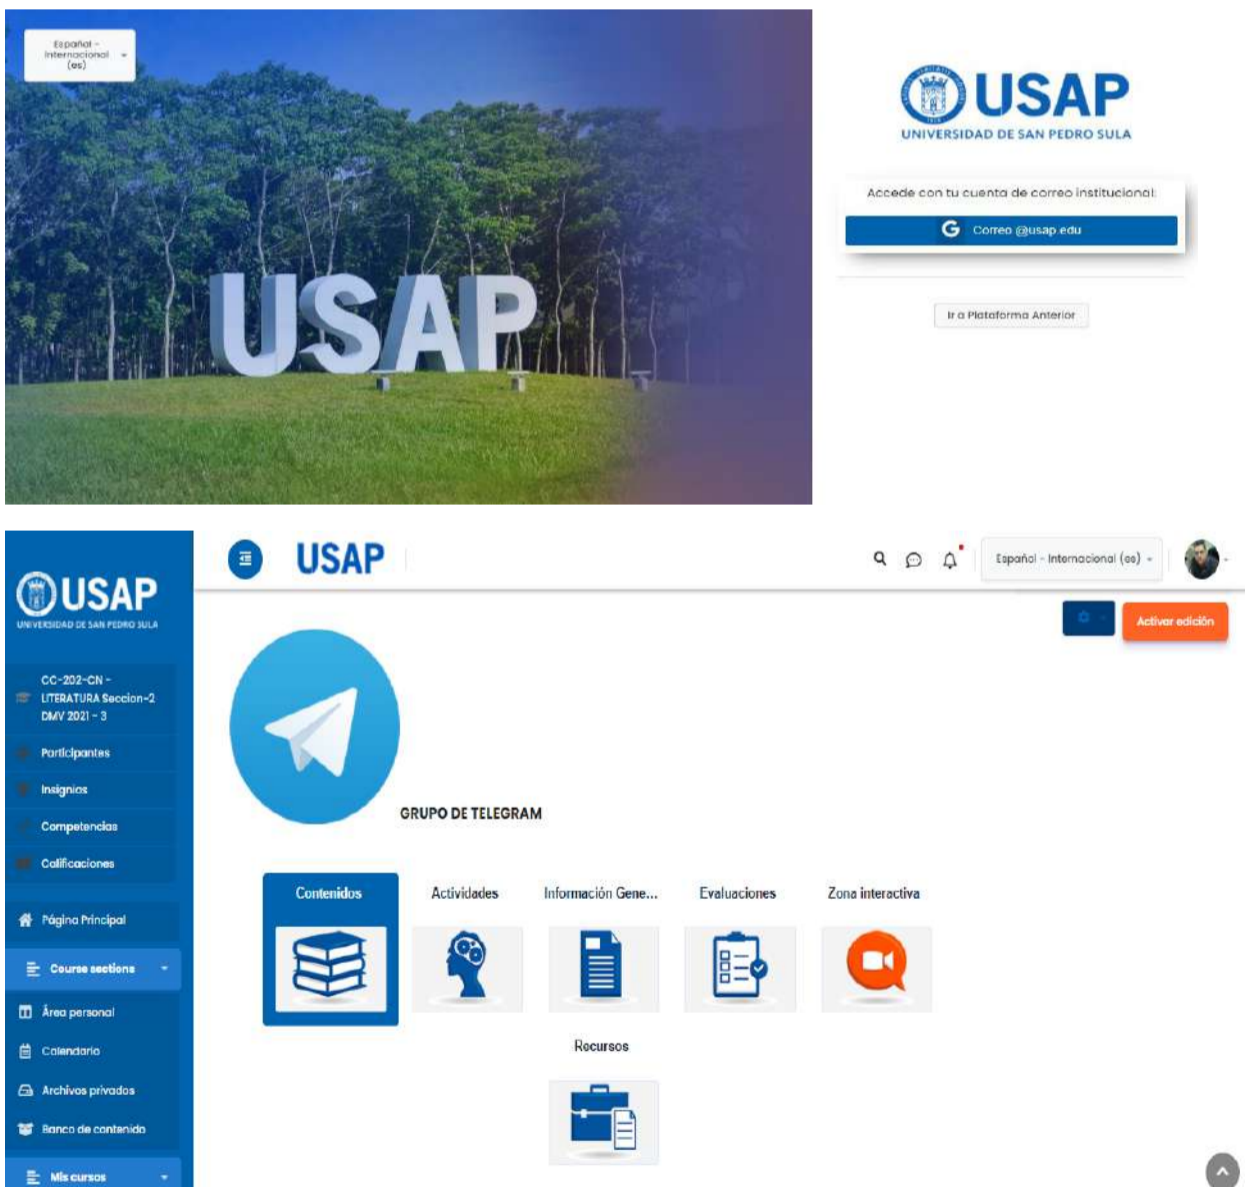 Español -
Internacional
(es)
USAP
USAP
UNIVERSIDAD DE SAN PEDRO SULA
Accede con tu cuenta de correo institucional:
G Correo @usap.edu
Ir a Plataforma Anterior
USAP
UNIVERSIDAD DE SAN PEDRO SULA
USAP
Español - Internacional (es)
Activar edición
CC-202-CN -
LITERATURA Seccion-2
DMV 2021 - 3
Participantes
Insignias
Competencias
Calificaciones
Página Principal
Course sections
Área personal
Calendario
Archivos privados
Banco de contenido
Mis cursos
GRUPO DE TELEGRAM
Contenidos
Actividades
Información Gene...
Evaluaciones
Zona interactiva
Recursos